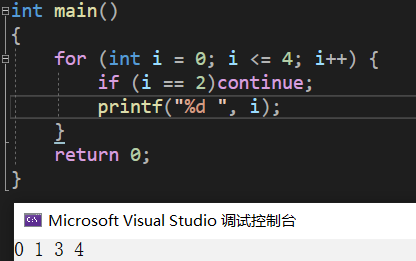 int main()
{
for (int i = 0; i <= 4; i++) {
if (i == 2)continue;
printf("%d ", i);
}
return 0;
}
C:\
Microsoft Visual Studio 调试控制台
0 1 3 4